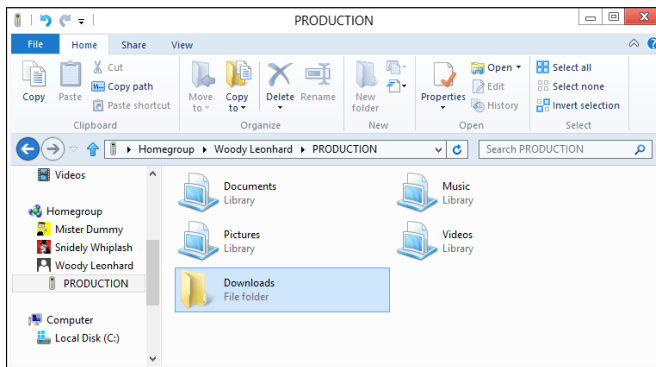 PRODUCTION
File Home Share View
Copy
Paste
Cut
Copy path
Paste shortcut
Clipboard
Move to
Copy to
Delete
Rename
Organize
New folder
New
Properties
Open
Edit
History
Open
Select all
Select none
Invert selection
Select
Homegroup Woody Leonhard PRODUCTION
Search PRODUCTION
Videos
Homegroup
Mister Dummy
Snidely Whiplash
Woody Leonhard
PRODUCTION
Computer
Local Disk (C:)
Documents
Library
Music
Library
Pictures
Library
Videos
Library
Downloads
File folder